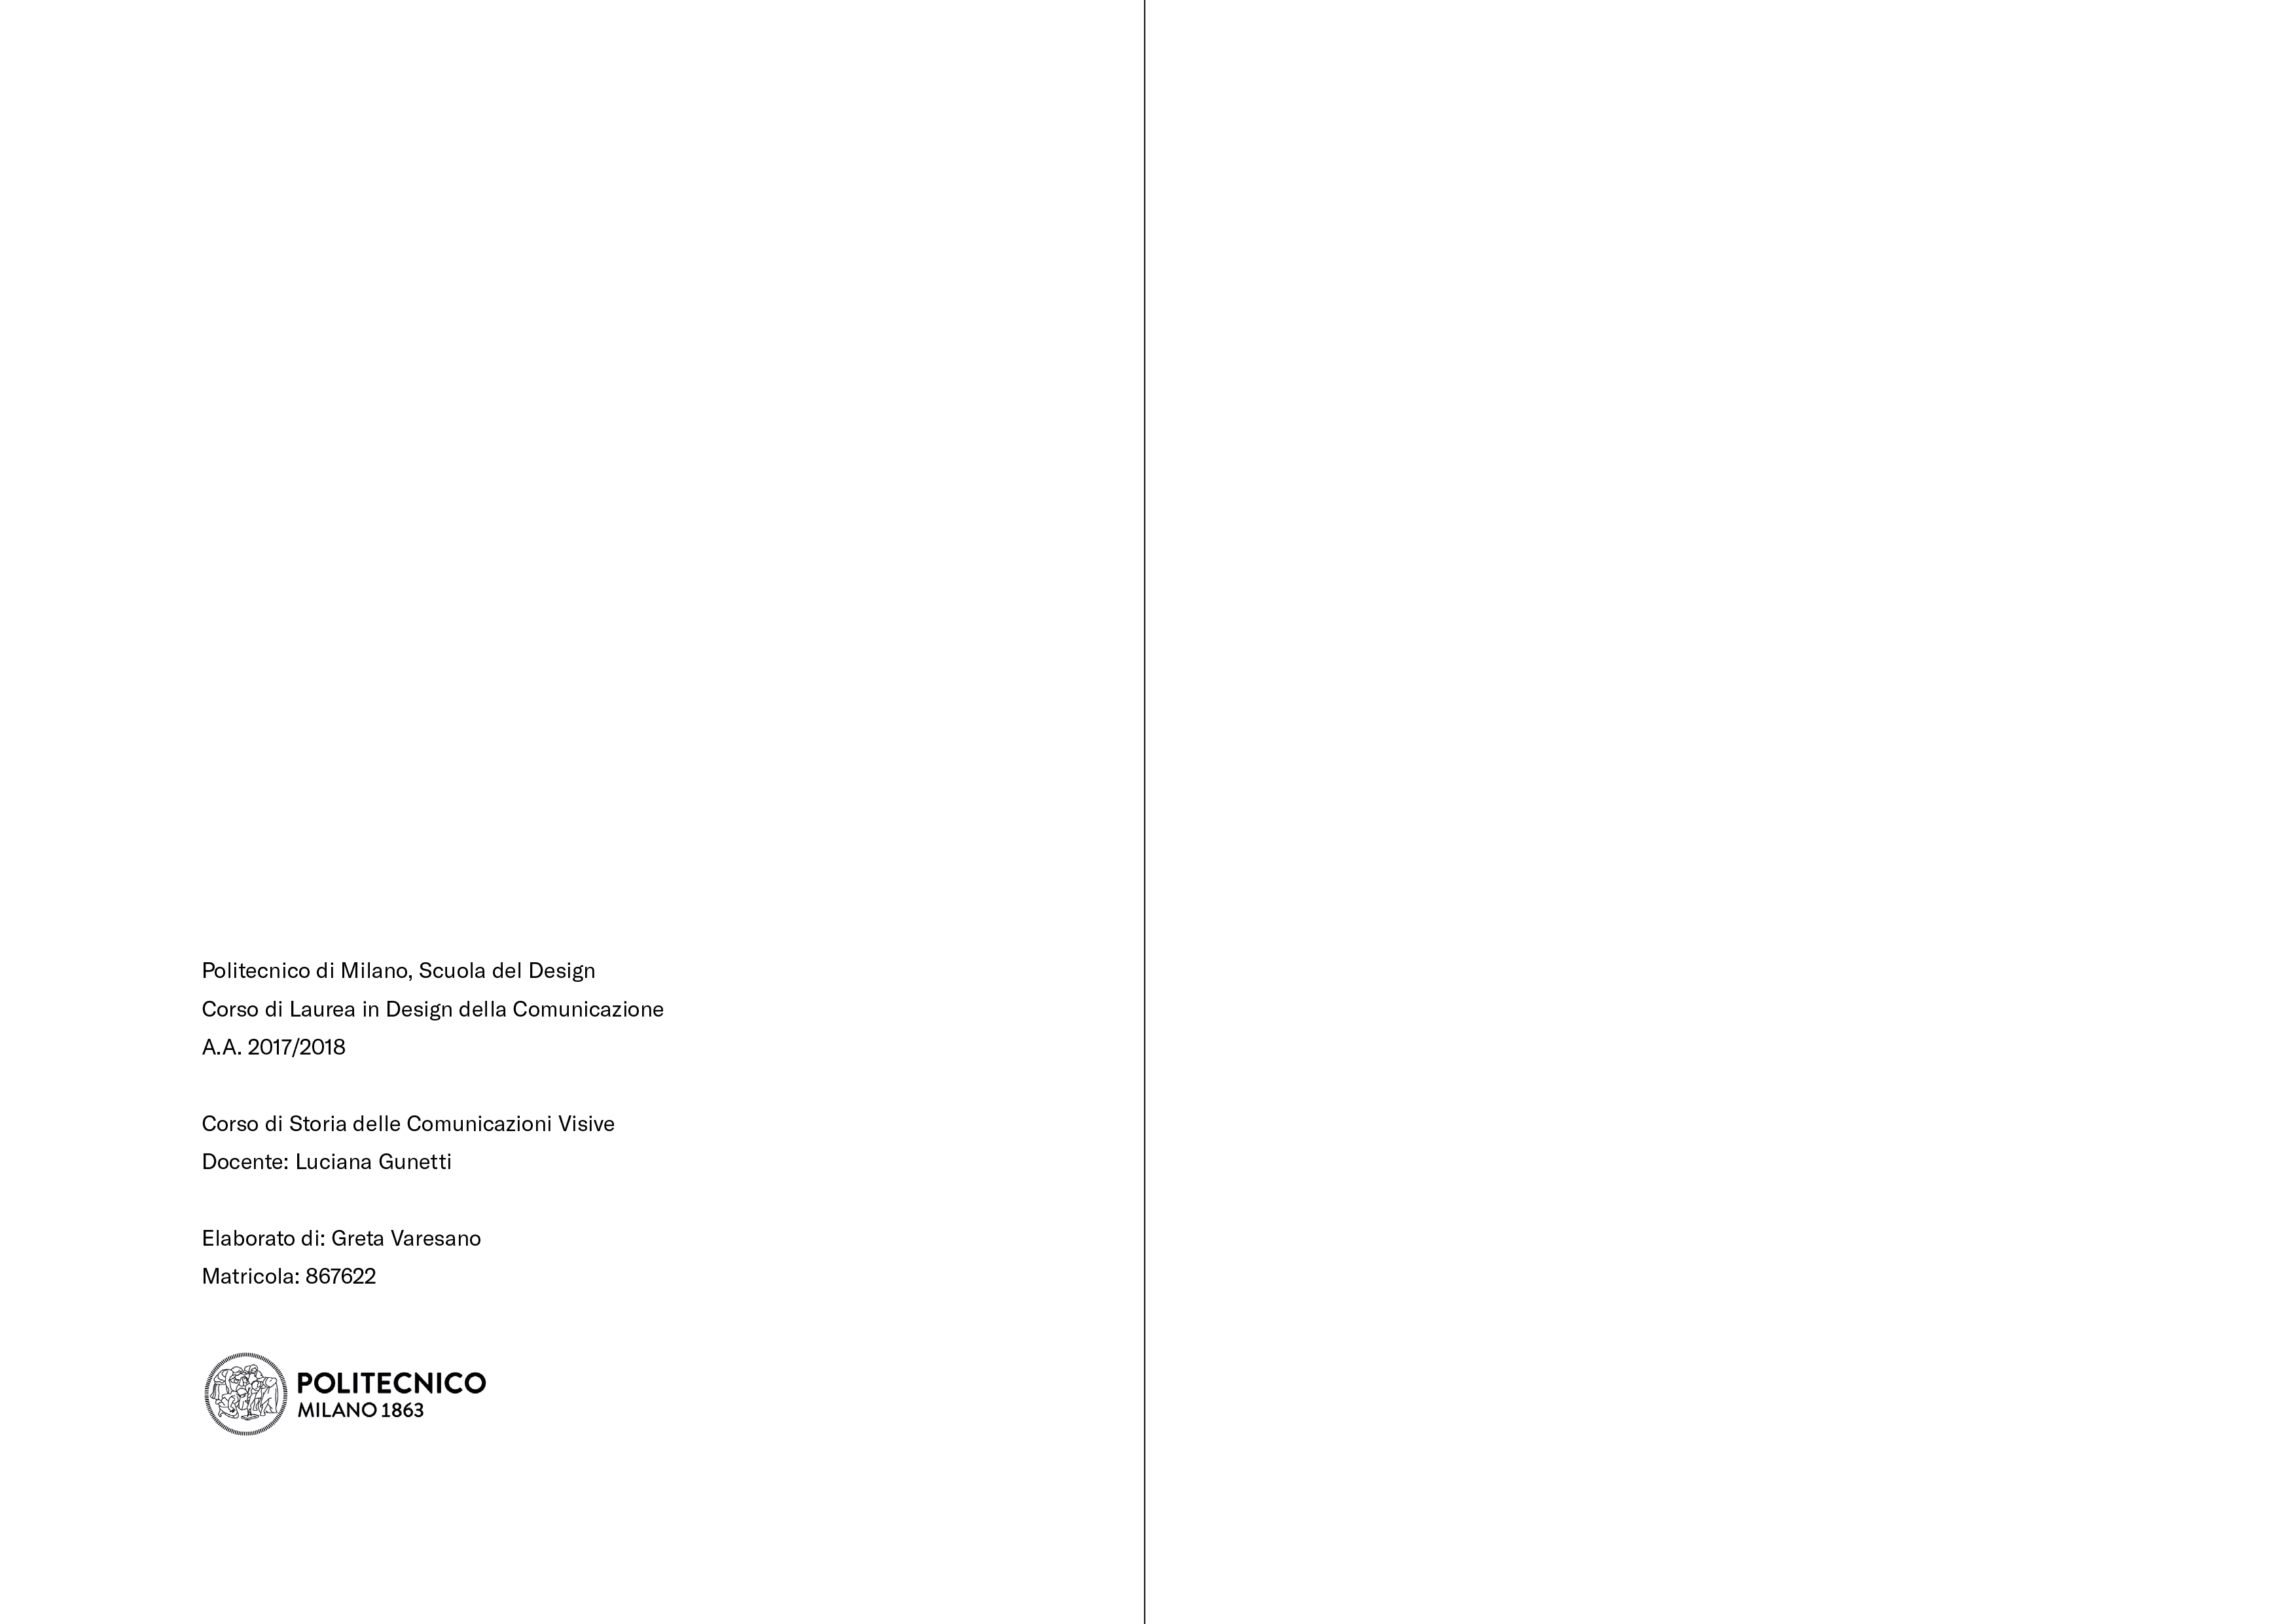 Politecnico di Milano, Scuola del Design
Corso di Laurea in Design della Comunicazione
A.A. 2017/2018
Corso di Storia delle Comunicazioni Visive
Docente: Luciana Gunetti
Elaborato di: Greta Varesano
Matricola: 867622
POLITECNICO
MILANO 1863